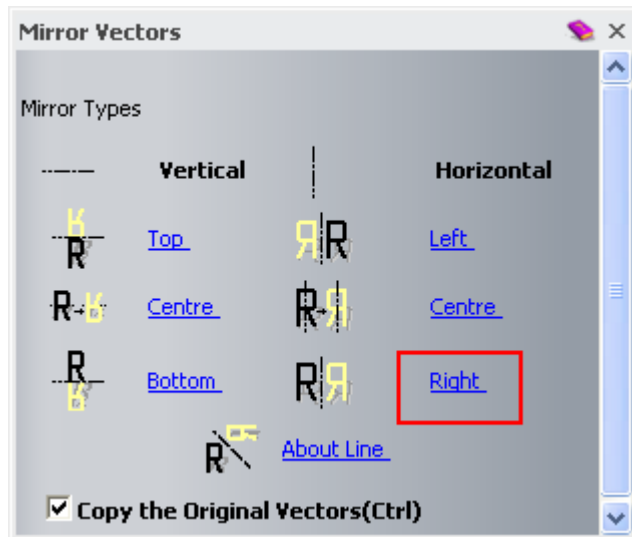 Mirror Vectors
Mirror Types
Vertical Horizontal
Top Left
Centre Centre
Bottom Right
About Line
Copy the Original Vectors(Ctrl)